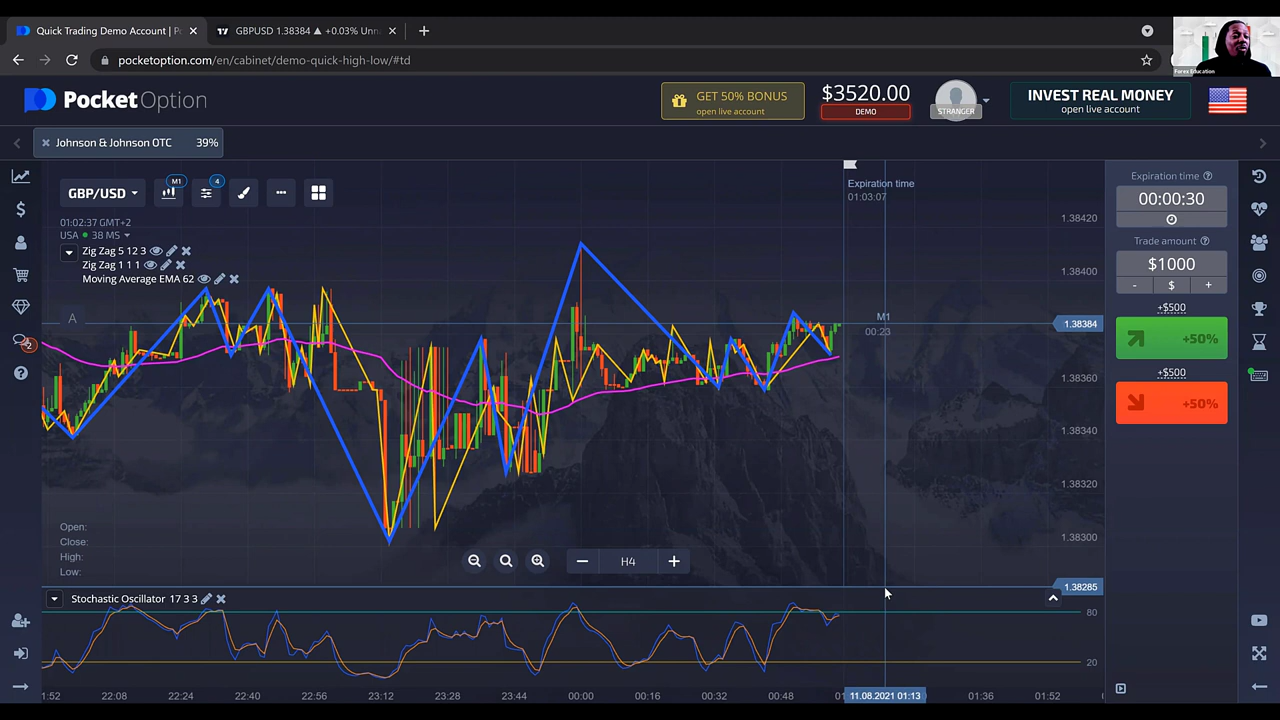 Quick Trading Demo Account | P
GBPUSD 1.38384 ▲ +0.03% Unn
pocketoption.com/en/cabinet/demo-quick-high-low/#td
Forex Education
PocketOption
GET 50% BONUS
open live account
$3520.00
DEMO
STRANGER
INVEST REAL MONEY
open live account
Johnson & Johnson OTC 39%
GBP/USD
M1
4
01:02:37 GMT+2
USA 38 MS
Zig Zag 5 12 3
Zig Zag 1 1 1
Moving Average EMA 62
A
Expiration time
01:03:07
M1
00:23
1.38420
1.38400
1.38384
1.38360
1.38340
1.38320
1.38300
1.38285
Expiration time
00:00:30
Trade amount
$1000
- $ +
+$500
+50%
+$500
+50%
2
Open:
Close:
High:
Low:
H4
Stochastic Oscillator 17 3 3
80
20
1:52 22:08 22:24 22:40 22:56 23:12 23:28 23:44 00:00 00:16 00:32 00:48 01 11.08.2021 01:13 01:36 01:52